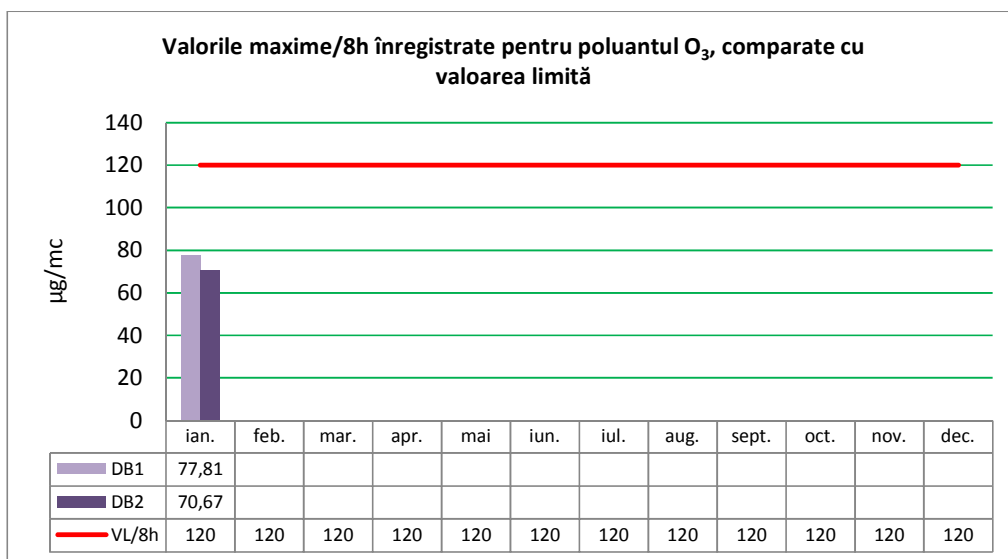 Valorile maxime/8h înregistrate pentru poluantul O₃, comparate cu
valoarea limită
140
120
100
80
60
40
20
0
µg/mc
ian. feb. mar. apr. mai iun. iul. aug. sept. oct. nov. dec.
DB1 77,81
DB2 70,67
VL/8h 120 120 120 120 120 120 120 120 120 120 120 120